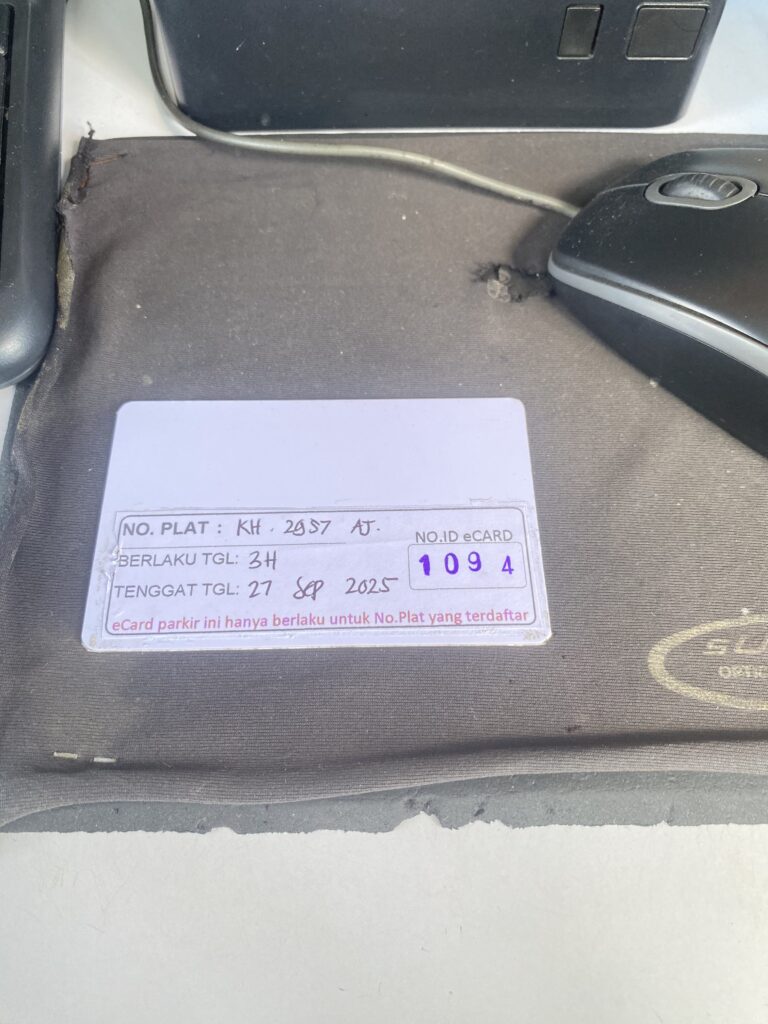 NO. PLAT : KH . 2957 AJ.
NO.ID eCARD
BERLAKU TGL: 3H
1094
TENGGAT TGL: 27 Sep 2025
eCard parkir ini hanya berlaku untuk No.Plat yang terdaftar